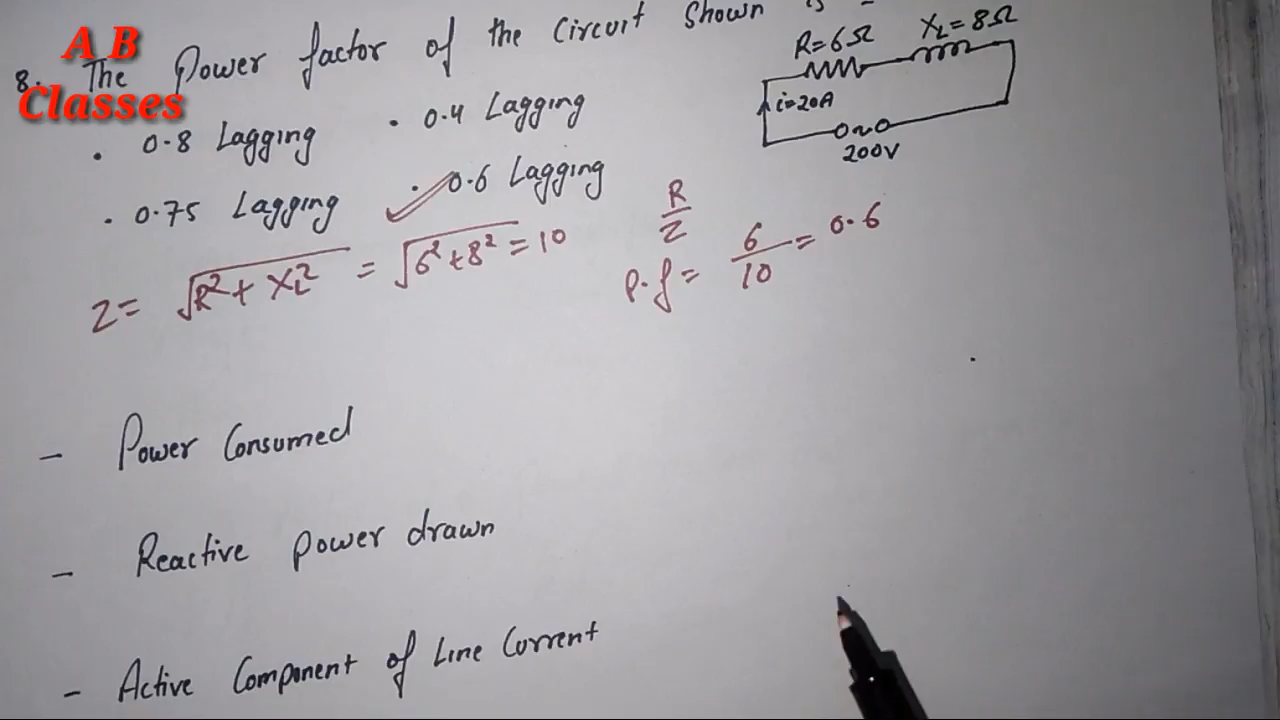 8. The Power factor of the Circuit Shown is -
A B
Classes
R=6Ω XL=8Ω
i=20A
200V
• 0.8 Lagging • 0.4 Lagging
• 0.75 Lagging • 0.6 Lagging
Z= √R²+XL² = √6²+8² = 10
R/Z
P.f = 6/10 = 0.6
- Power Consumed
- Reactive power drawn
- Active Component of Line Current